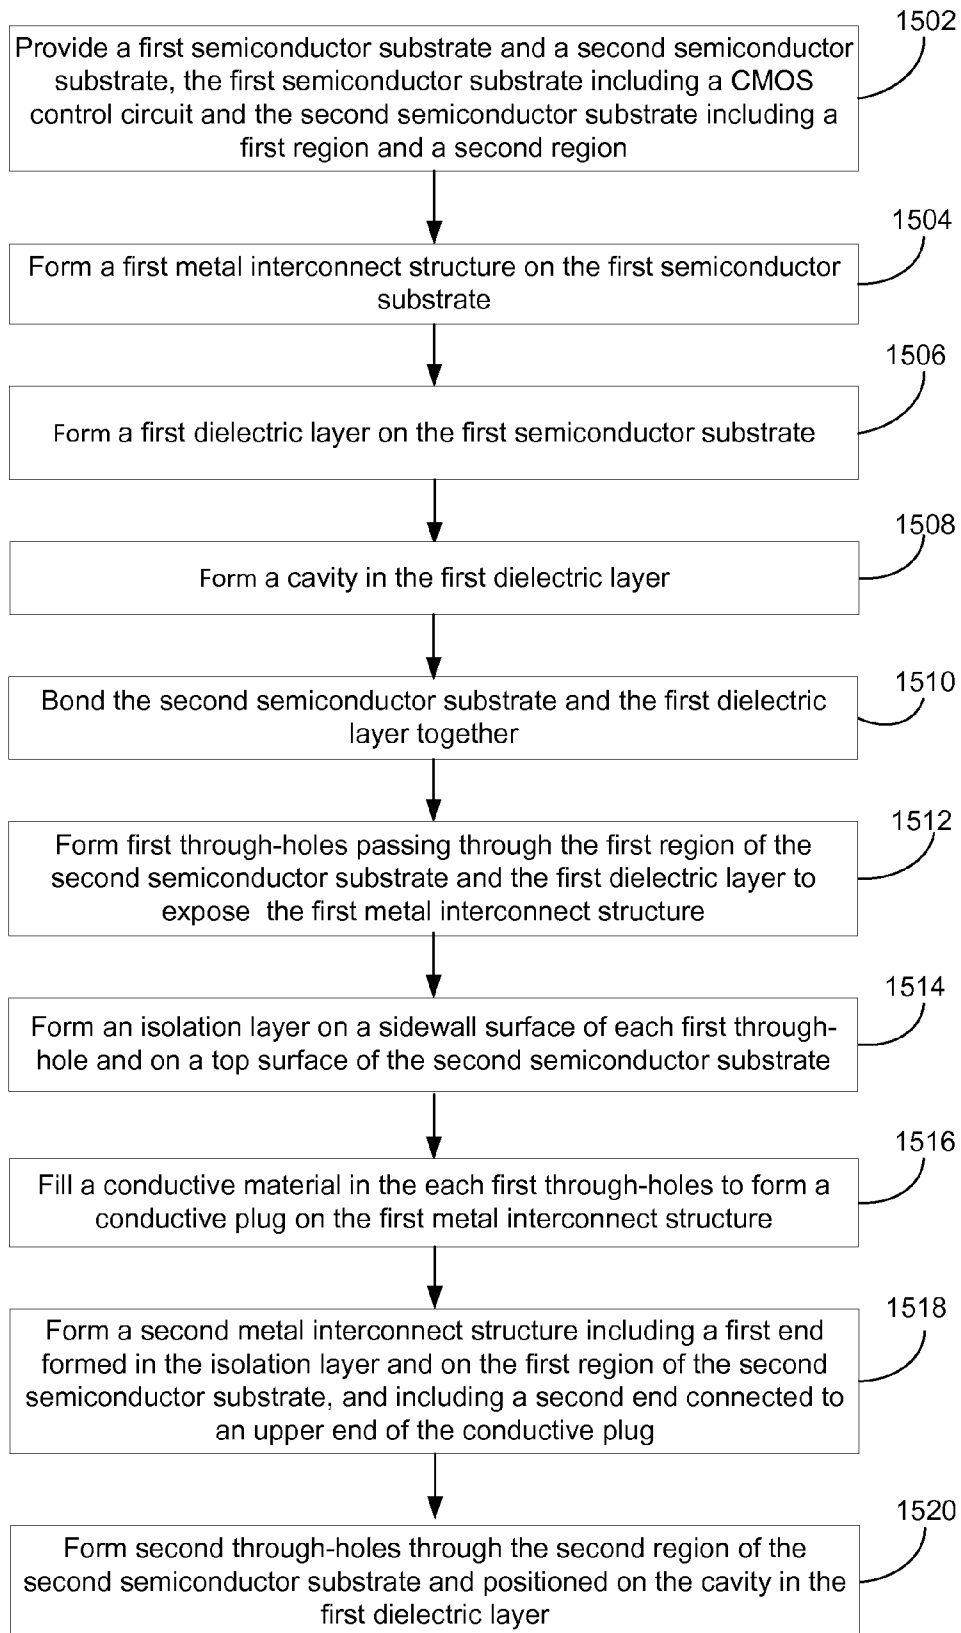 1502
Provide a first semiconductor substrate and a second semiconductor
substrate, the first semiconductor substrate including a CMOS
control circuit and the second semiconductor substrate including a
first region and a second region
1504
Form a first metal interconnect structure on the first semiconductor
substrate
1506
Form a first dielectric layer on the first semiconductor substrate
1508
Form a cavity in the first dielectric layer
1510
Bond the second semiconductor substrate and the first dielectric
layer together
1512
Form first through-holes passing through the first region of the
second semiconductor substrate and the first dielectric layer to
expose the first metal interconnect structure
1514
Form an isolation layer on a sidewall surface of each first through-
hole and on a top surface of the second semiconductor substrate
1516
Fill a conductive material in the each first through-holes to form a
conductive plug on the first metal interconnect structure
1518
Form a second metal interconnect structure including a first end
formed in the isolation layer and on the first region of the second
semiconductor substrate, and including a second end connected to
an upper end of the conductive plug
1520
Form second through-holes through the second region of the
second semiconductor substrate and positioned on the cavity in the
first dielectric layer